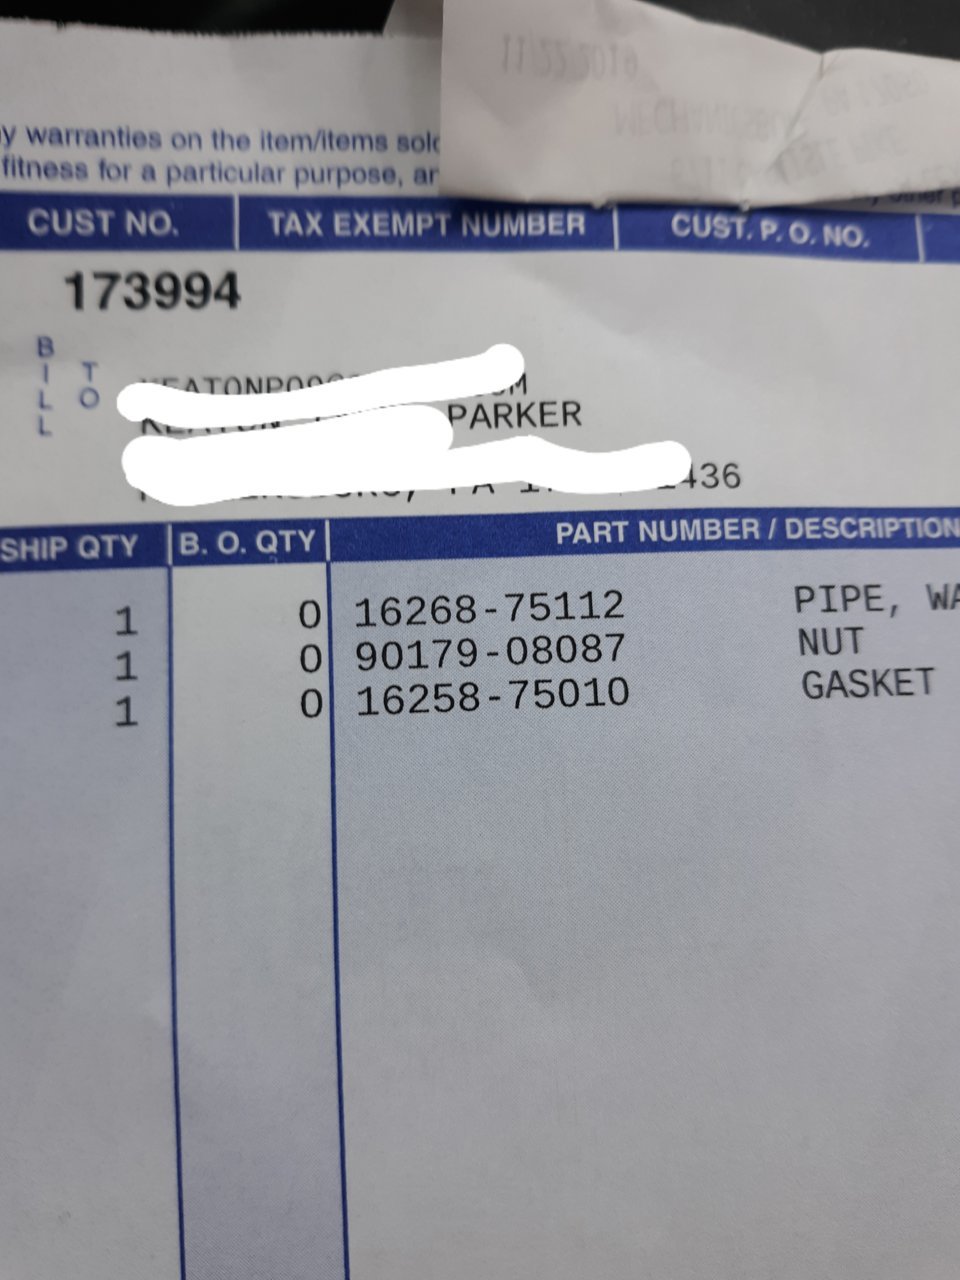 y warranties on the item/items sold
fitness for a particular purpose, an
CUST NO. TAX EXEMPT NUMBER CUST. P. O. NO.
173994
BILL TO
PARKER
436
SHIP QTY B. O. QTY PART NUMBER / DESCRIPTION
1 0 16268-75112 PIPE, WA
1 0 90179-08087 NUT
1 0 16258-75010 GASKET